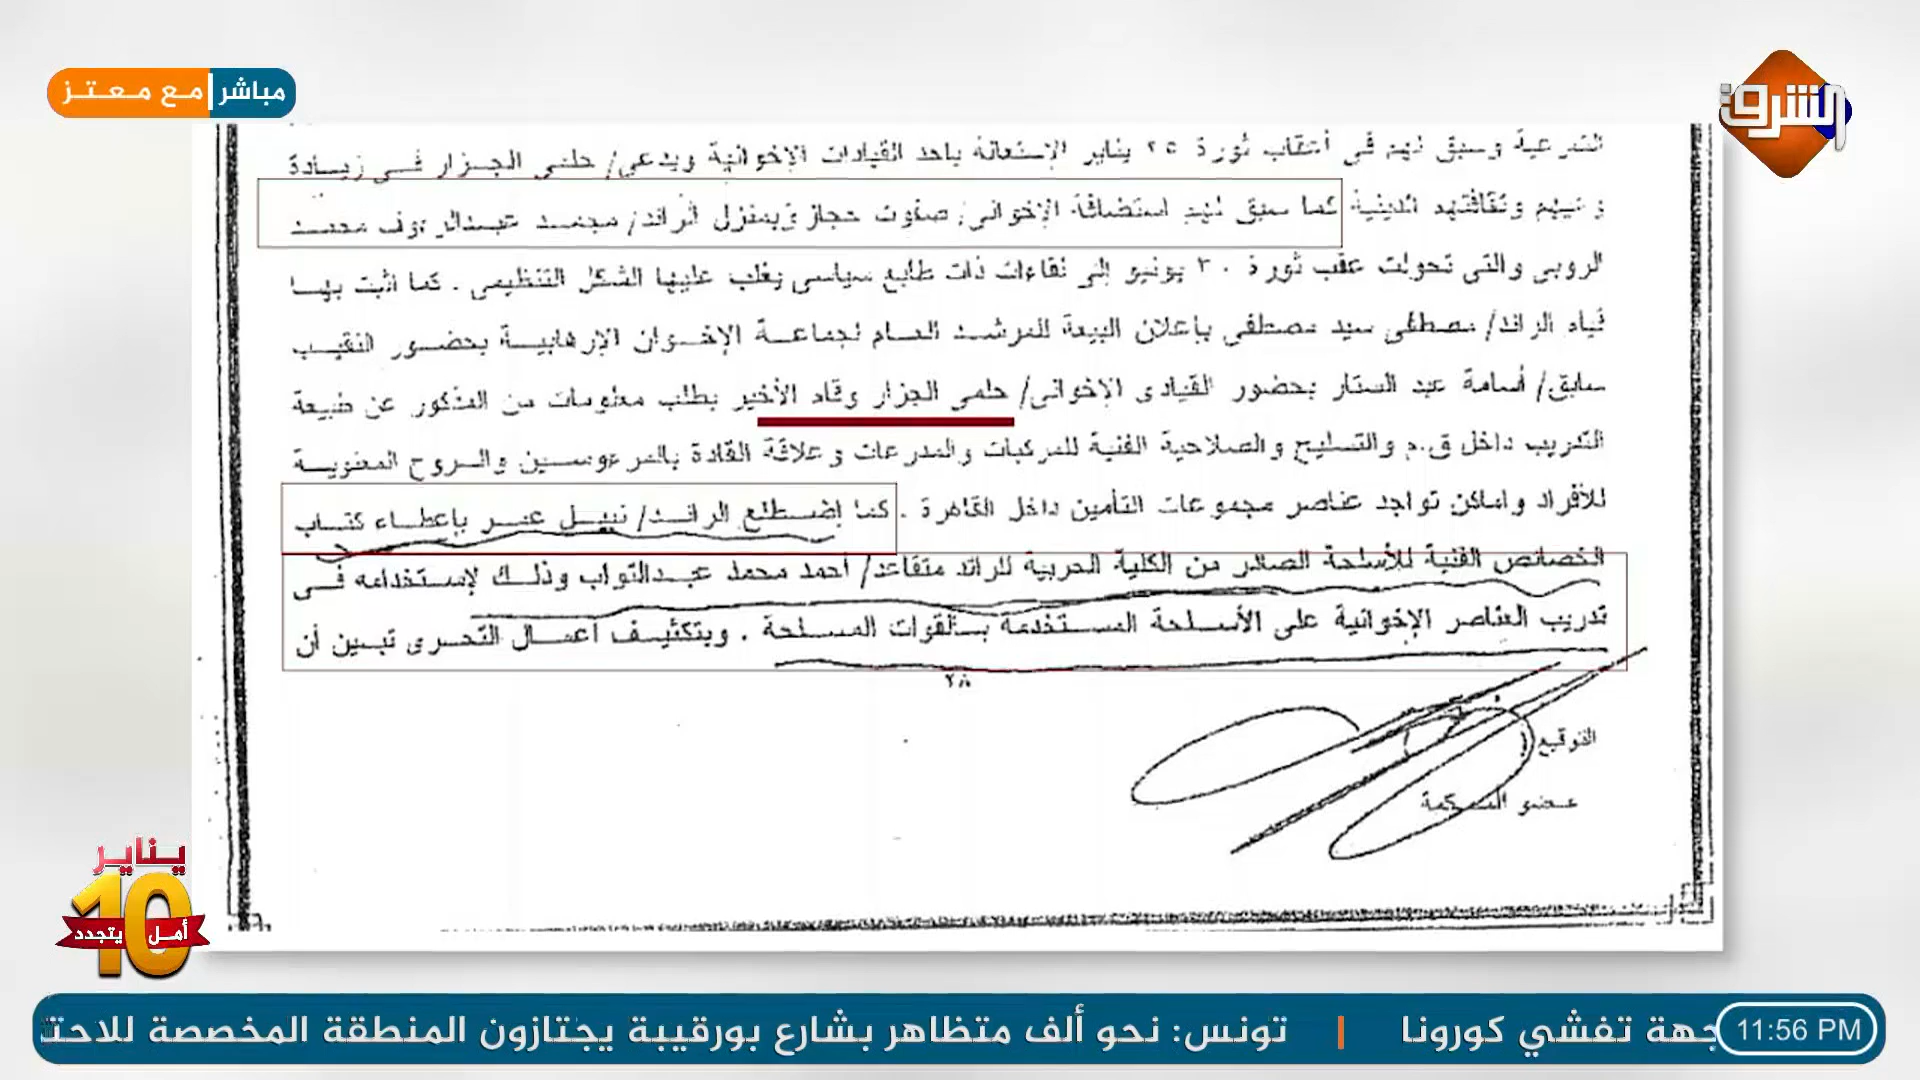 مباشر مع معتز
الشرق
الشرعية وسبق لهم في أعقاب ثورة ٢٥ يناير الإستعانة بأحد القيادات الإخوانية ويدعى/ حلمي الجزار في زيادة
وعيهم وثقافتهم الدينية كما سبق لهم استضافة الإخواني/ صفوت حجازي بمنزل الرائد/ محمد عبدالرءوف محمد
الروبي والتي تحولت عقب ثورة ٣٠ يونيو إلى لقاءات ذات طابع سياسي يغلب عليها الشكل التنظيمي . كما أثبت بها
قيام الرائد/ مصطفى سيد مصطفى بإعلان البيعة للمرشد العام لجماعة الإخوان الإرهابية بحضور النقيب
سابق/ أسامة عبد الستار بحضور القيادي الإخواني/ حلمي الجزار وقام الأخير بطلب معلومات من المذكور عن طبيعة
التدريب داخل ق.م والتسليح والصلاحية الفنية للمركبات والمدرعات وعلاقة القادة بالمرءوسين والروح المعنوية
للأفراد وأماكن تواجد عناصر مجموعات التأمين داخل القاهرة . كما إضطلع الرائد/ نبيل عمر بإعطاء كتاب
الخصائص الفنية للأسلحة الصادر من الكلية الحربية للرائد متقاعد/ أحمد محمد عبدالتواب وذلك لإستخدامه في
تدريب العناصر الإخوانية على الأسلحة المستخدمة بالقوات المسلحة . وبتكثيف أعمال التحري تبين أن
٢٨
التوقيع
عضو المحكمة
يناير
10
أمل يتجدد
جهة تفشي كورونا | تونس: نحو ألف متظاهر بشارع بورقيبة يجتازون المنطقة المخصصة للاحت
11:56 PM